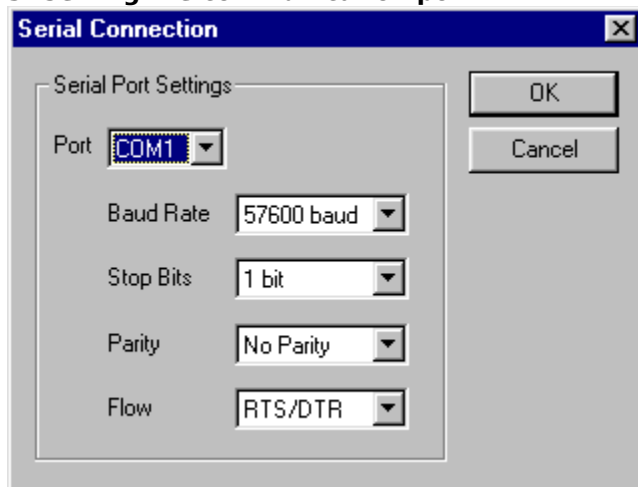 Serial Connection
Serial Port Settings
Port COM1
Baud Rate 57600 baud
Stop Bits 1 bit
Parity No Parity
Flow RTS/DTR
OK
Cancel